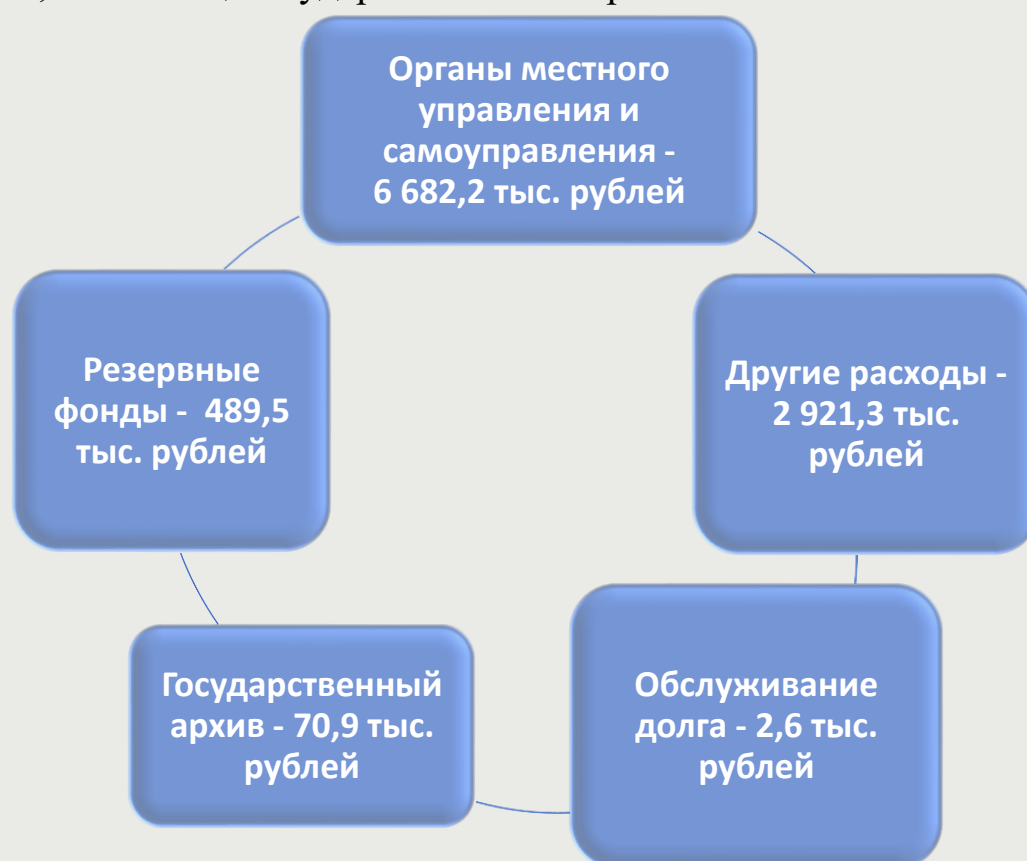 Органы местного
управления и
самоуправления -
6 682,2 тыс. рублей
Резервные
фонды - 489,5
тыс. рублей
Другие расходы -
2 921,3 тыс.
рублей
Государственный
архив - 70,9 тыс.
рублей
Обслуживание
долга - 2,6 тыс.
рублей